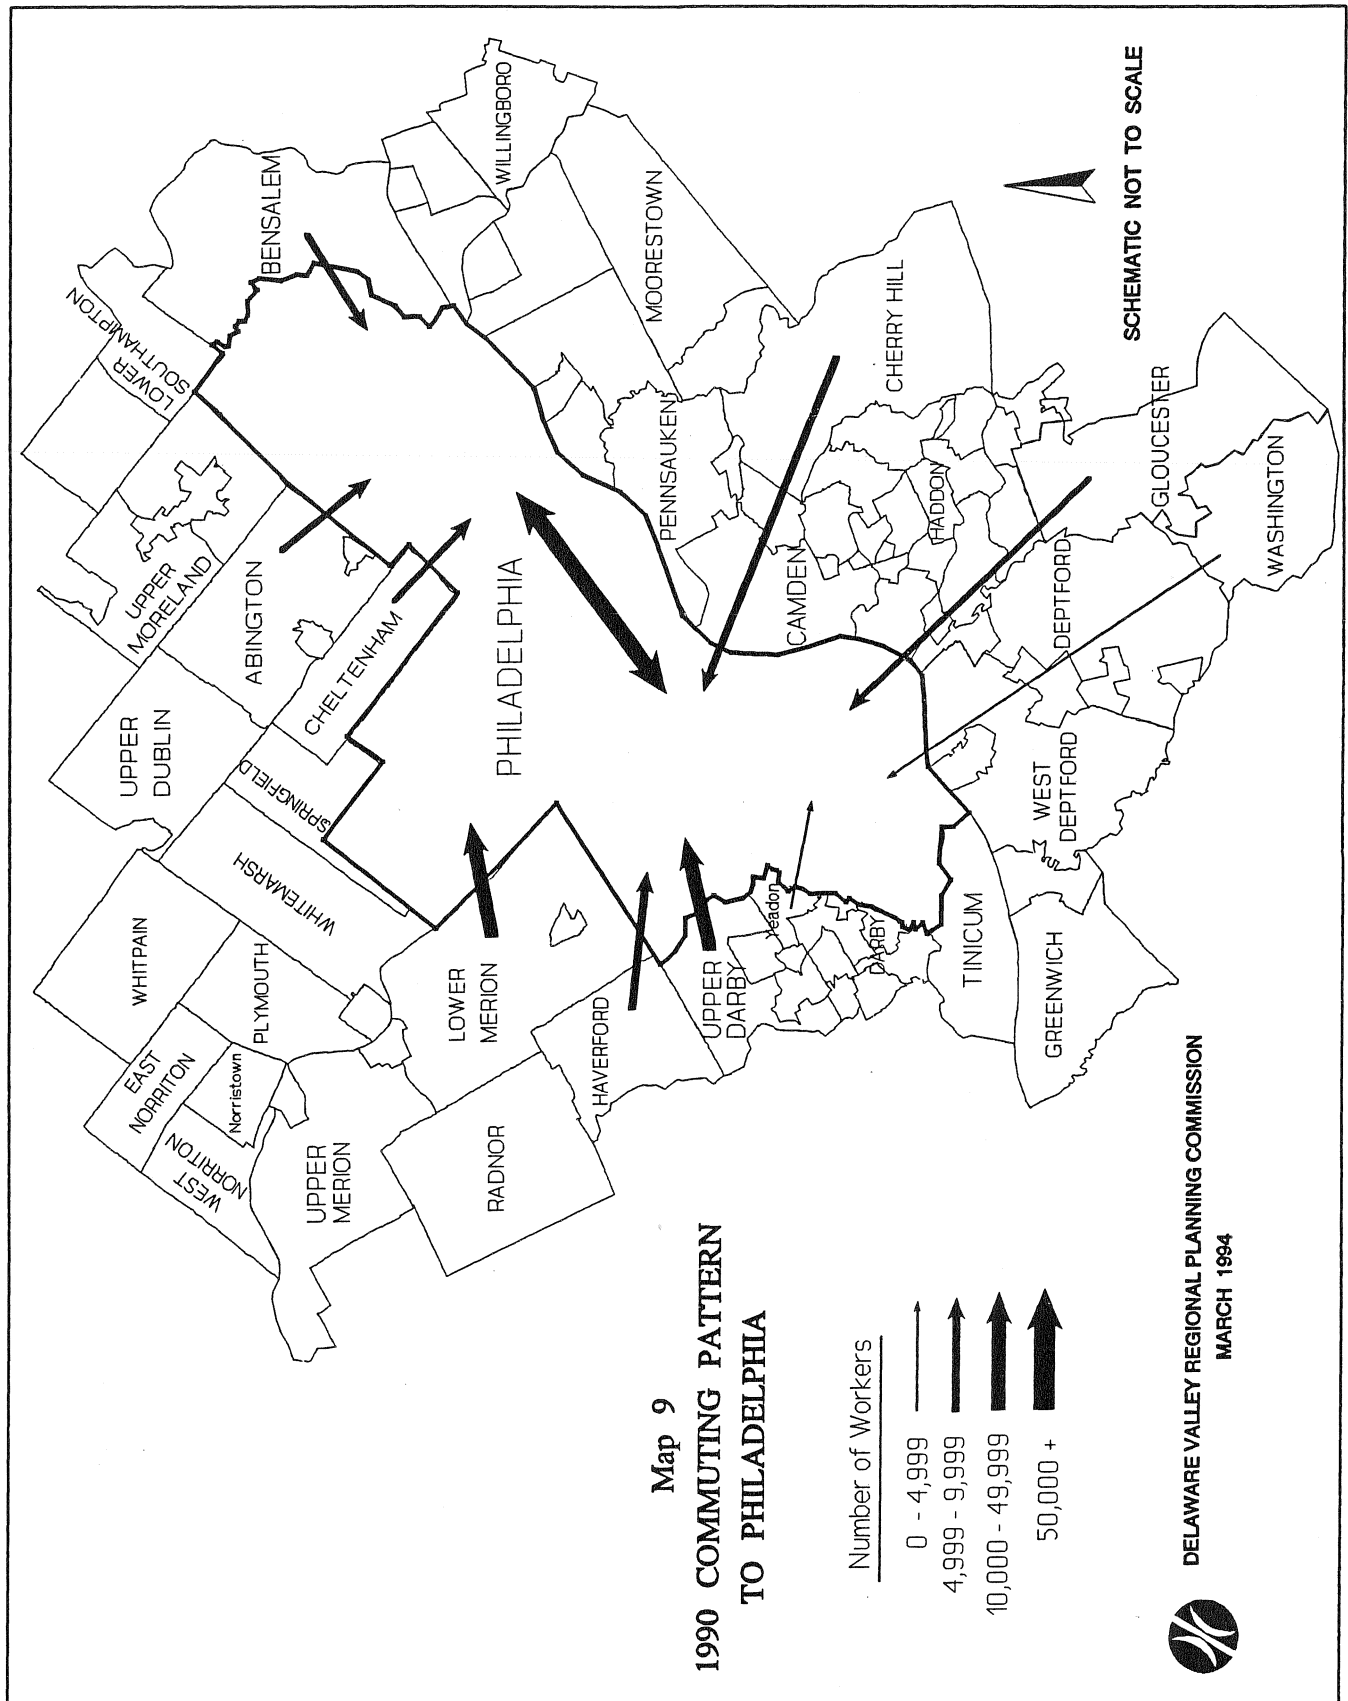 Map 9
1990 COMMUTING PATTERN
TO PHILADELPHIA
Number of Workers
0 - 4,999
4,999 - 9,999
10,000 - 49,999
50,000 +
DELAWARE VALLEY REGIONAL PLANNING COMMISSION
MARCH 1994
SCHEMATIC NOT TO SCALE
WHITPAIN
EAST
NORRITON
WEST
NORRITON
Norristown
PLYMOUTH
WHITEMARSH
UPPER
DUBLIN
SPRINGFIELD
UPPER
MORELAND
ABINGTON
CHELTENHAM
LOWER
SOUTHAMPTON
BENSALEM
UPPER
MERION
LOWER
MERION
RADNOR
HAVERFORD
UPPER
DARBY
Yeadon
DARBY
TINICUM
PHILADELPHIA
WILLINGBORO
MOORESTOWN
PENNSAUKEN
CHERRY HILL
CAMDEN
HADDON
GLOUCESTER
WASHINGTON
DEPTFORD
WEST
DEPTFORD
GREENWICH